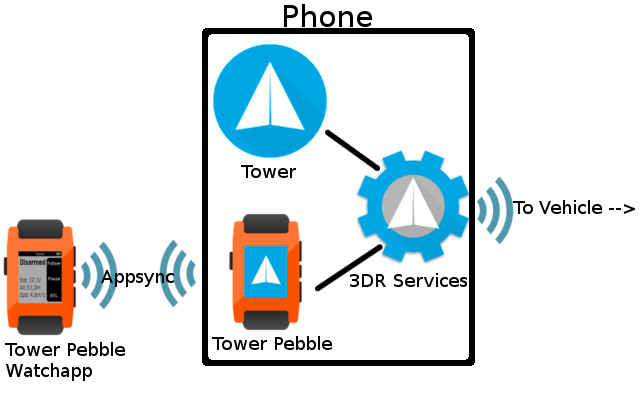 Phone
Tower
To Vehicle -->
Disarmed
Follow
Appsync
Pause
Bat: 12.1V
Alt: 51.3m
Spd: 4.3m/s
RTL
3DR Services
Tower Pebble
Tower Pebble
Watchapp